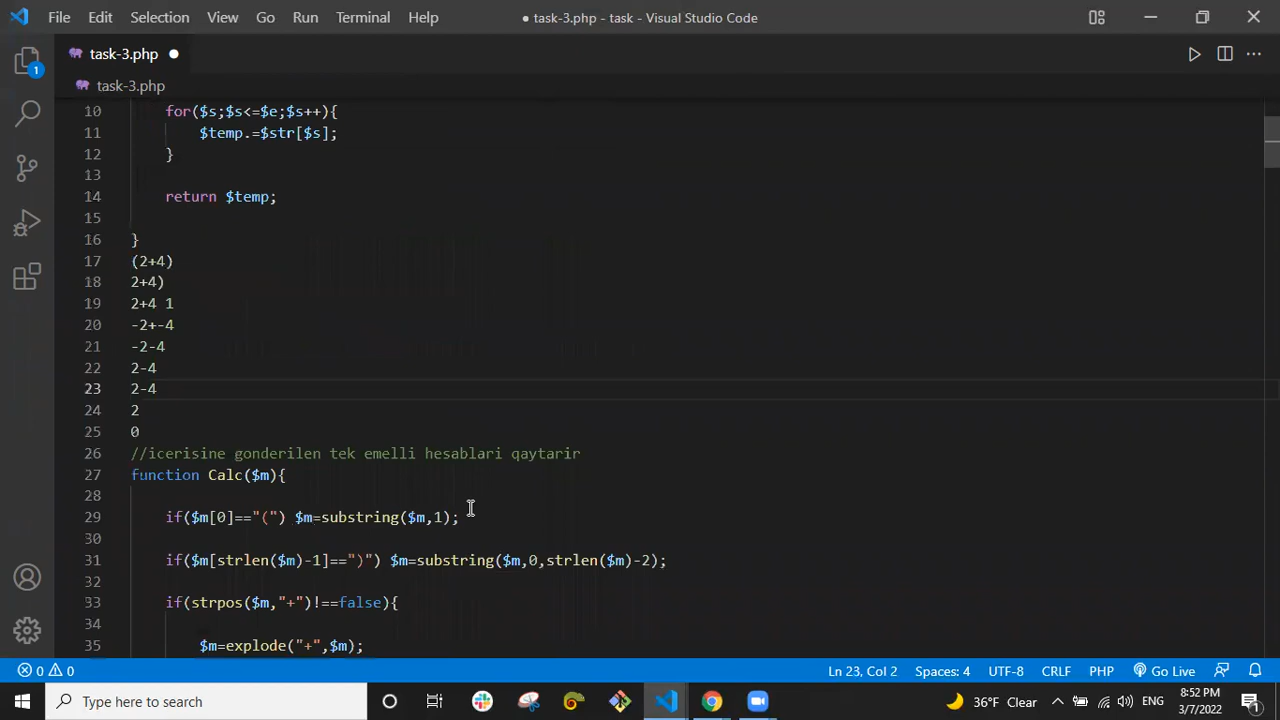 File Edit Selection View Go Run Terminal Help
● task-3.php - task - Visual Studio Code
task-3.php ●
1
task-3.php
10 for($s;$s<=$e;$s++){
11 $temp.=$str[$s];
12 }
13
14 return $temp;
15
16 }
17 (2+4)
18 2+4)
19 2+4 1
20 -2+-4
21 -2-4
22 2-4
23 2-4
24 2
25 0
26 //icerisine gonderilen tek emelli hesablari qaytarir
27 function Calc($m){
28
29 if($m[0]=="(") $m=substring($m,1);
30
31 if($m[strlen($m)-1]==")") $m=substring($m,0,strlen($m)-2);
32
33 if(strpos($m,"+")!==false){
34
35 $m=explode("+",$m);
0 0 Ln 23, Col 2 Spaces: 4 UTF-8 CRLF PHP Go Live
Type here to search 36°F Clear ENG 8:52 PM
3/7/2022 1